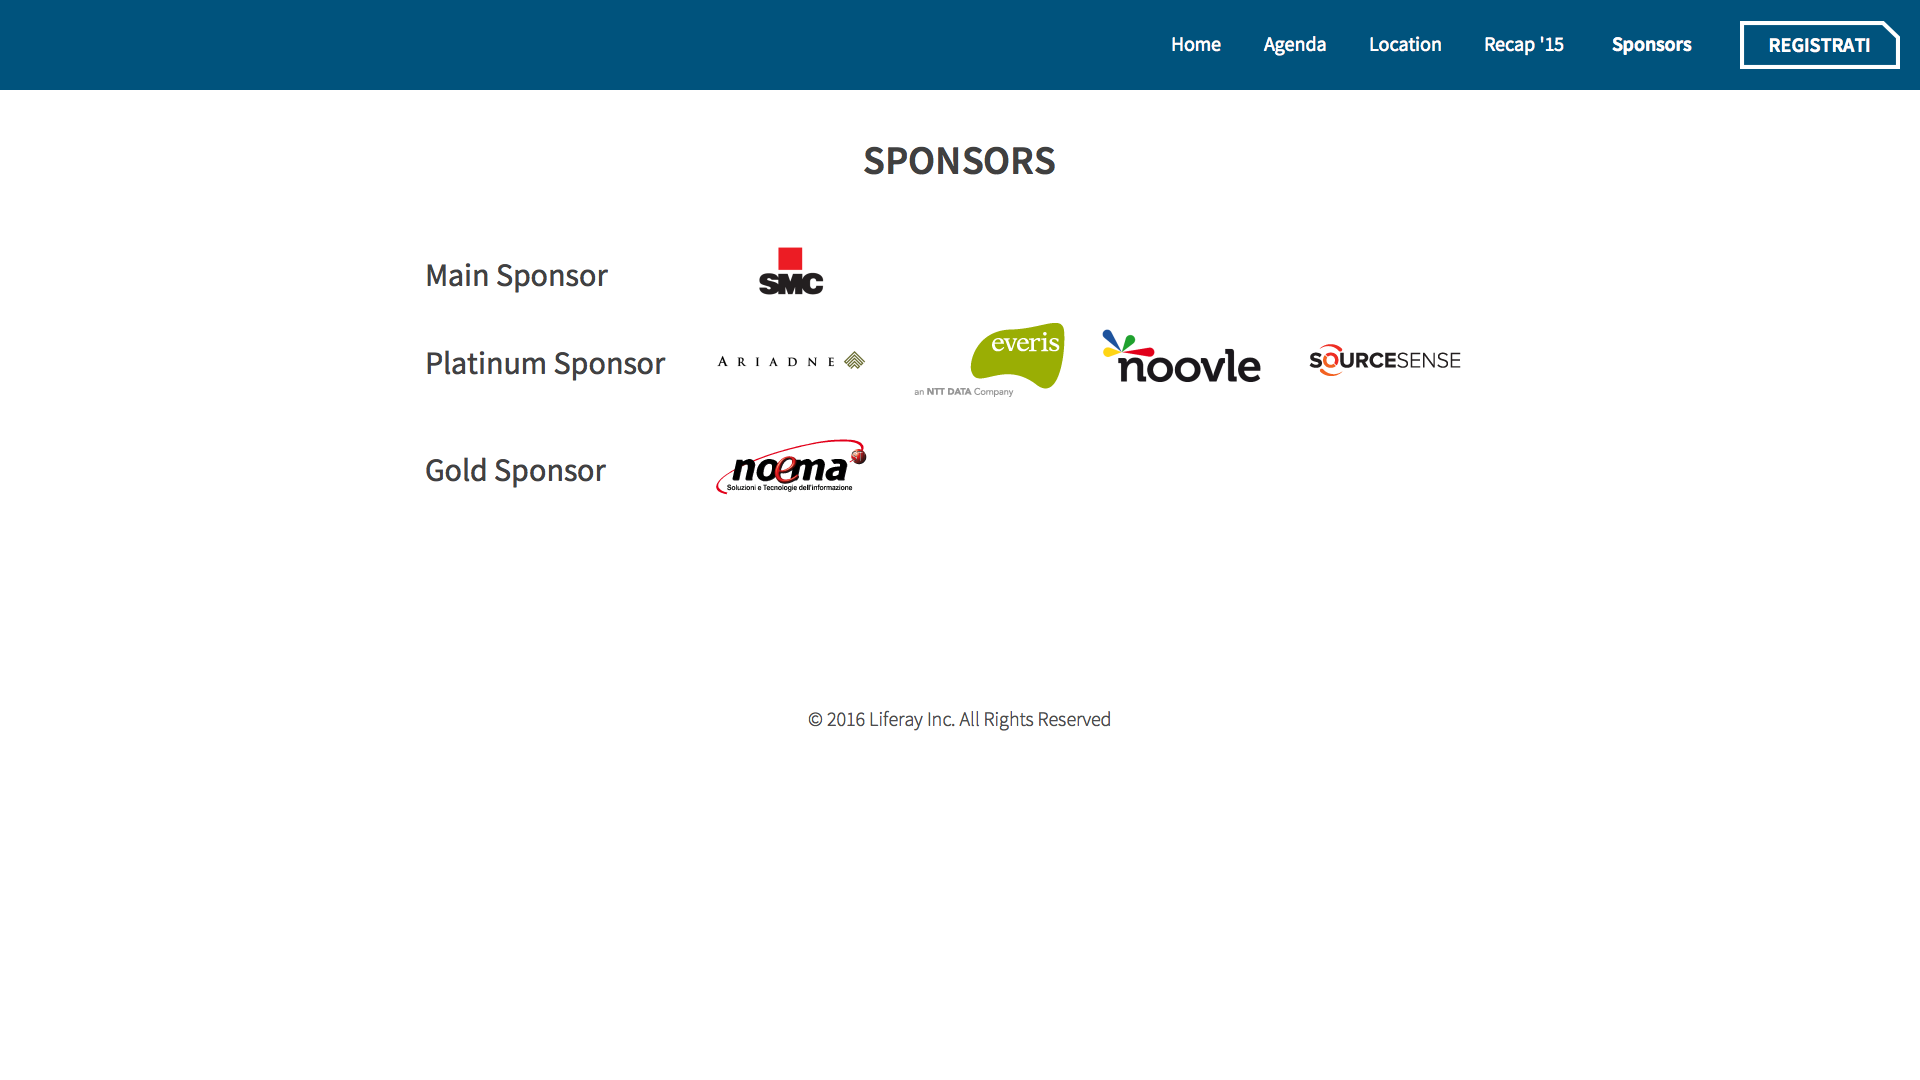 Home Agenda Location Recap '15 Sponsors REGISTRATI
SPONSORS
Main Sponsor SMC
Platinum Sponsor ARIADNE everis an NTT DATA Company noovle SOURCESENSE
Gold Sponsor noema Soluzioni e Tecnologie dell'informazione
© 2016 Liferay Inc. All Rights Reserved